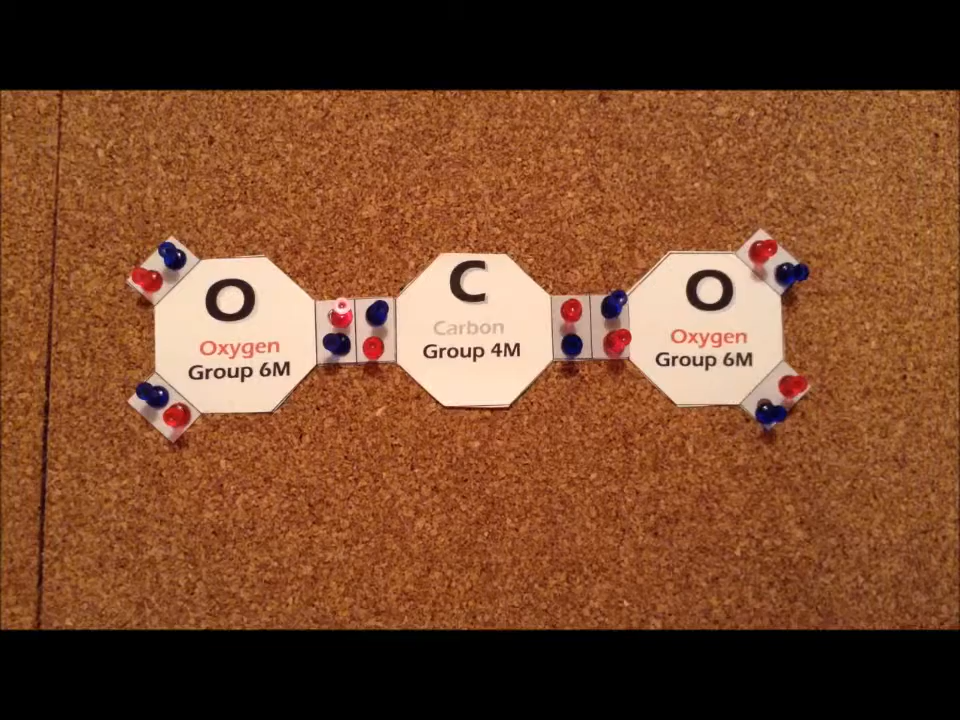 O
Oxygen
Group 6M
C
Carbon
Group 4M
O
Oxygen
Group 6M